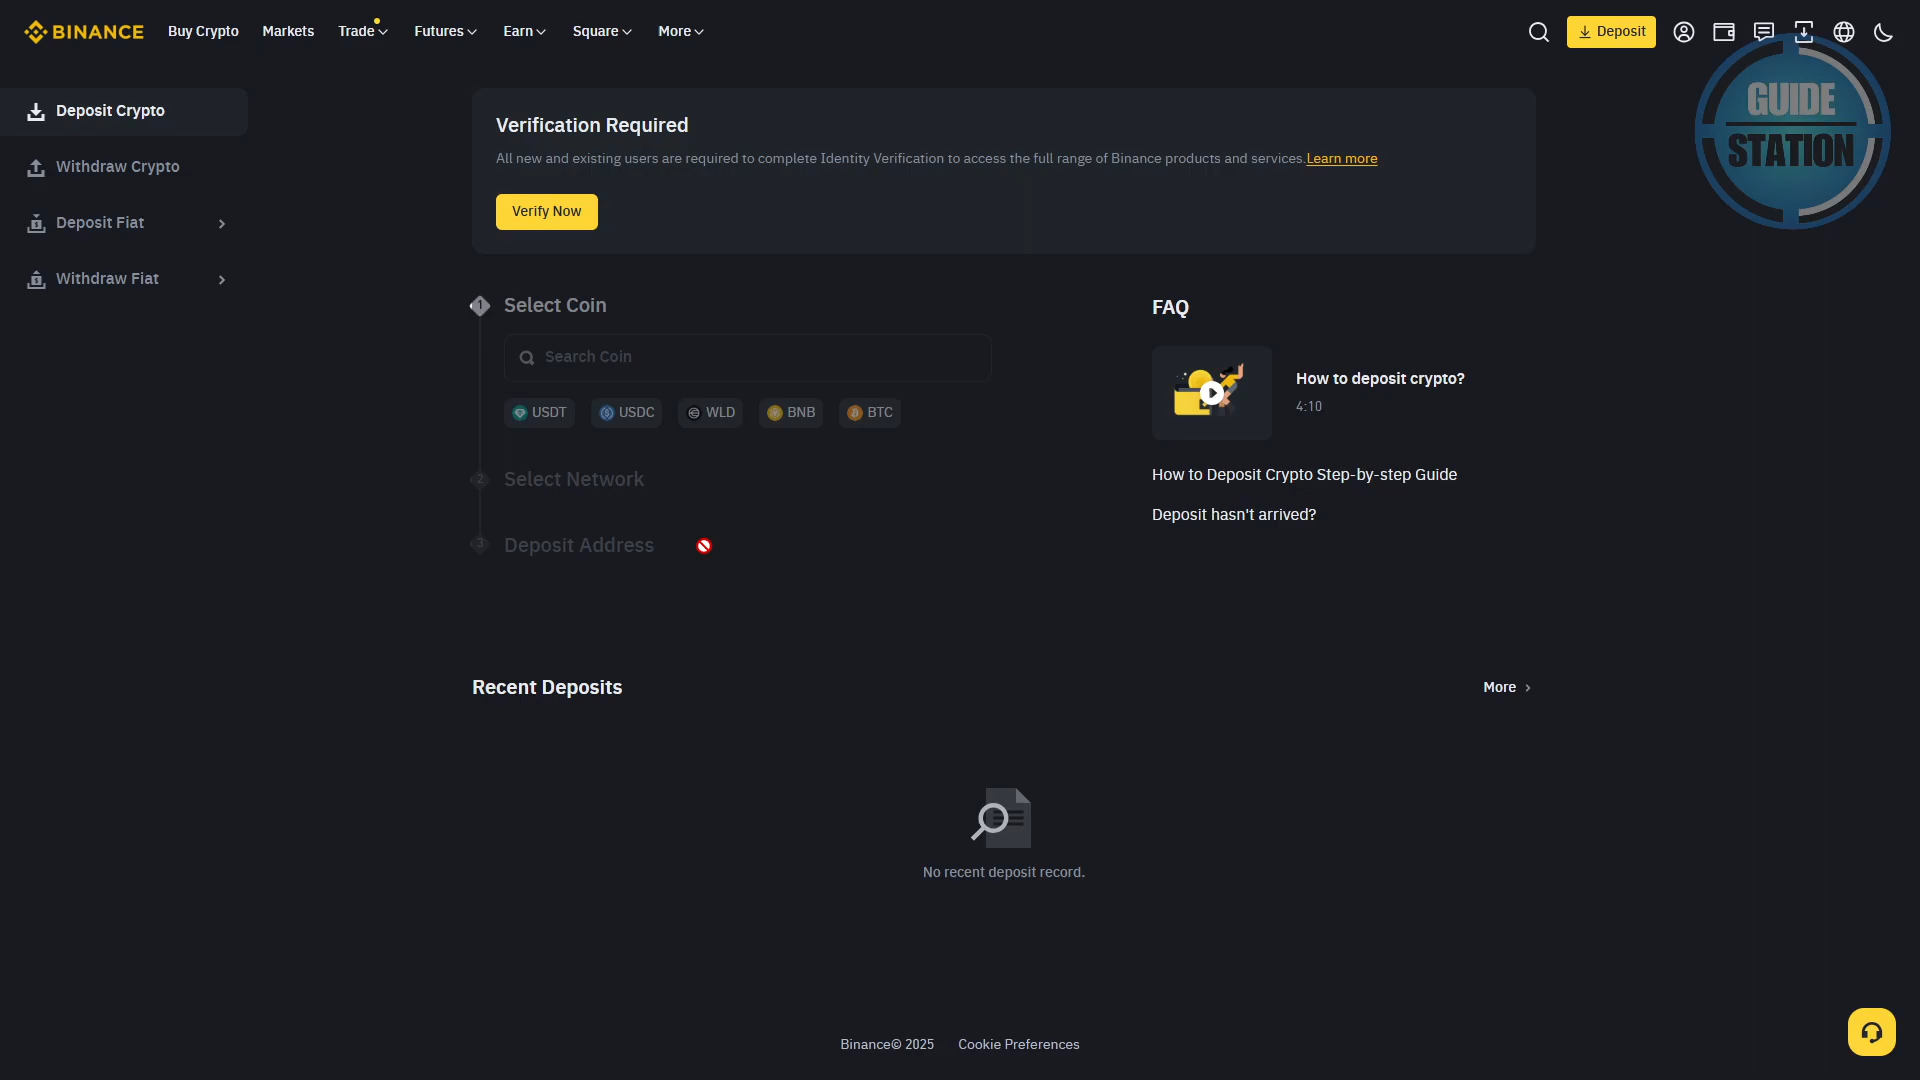 BINANCE
Buy Crypto
Markets
Trade
Futures
Earn
Square
More
Deposit
GUIDE
STATION
Deposit Crypto
Withdraw Crypto
Deposit Fiat
Withdraw Fiat
Verification Required
All new and existing users are required to complete Identity Verification to access the full range of Binance products and services.Learn more
Verify Now
1
Select Coin
Search Coin
USDT
USDC
WLD
BNB
BTC
2
Select Network
3
Deposit Address
FAQ
How to deposit crypto?
4:10
How to Deposit Crypto Step-by-step Guide
Deposit hasn't arrived?
Recent Deposits
More
No recent deposit record.
Binance© 2025
Cookie Preferences